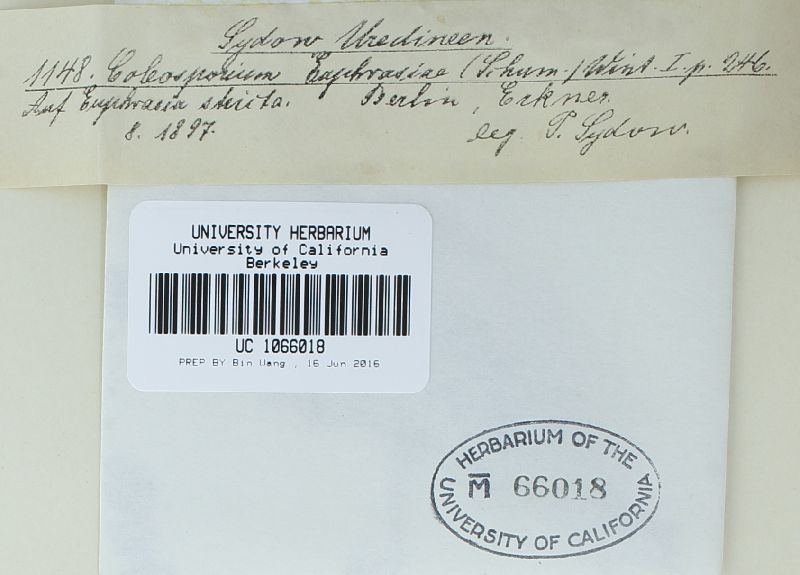 Sydow Uredineen.
1148. Coleosporium Euphrasiae (Schum.) Wint. I. p. 246.
Auf Euphrasia stricta. Berlin, Erkner.
8. 1897.
leg. P. Sydow.
UNIVERSITY HERBARIUM
University of California
Berkeley
UC 1066018
PREP BY Bin Wang , 16 Jun 2016
HERBARIUM OF THE
M 66018
UNIVERSITY OF CALIFORNIA